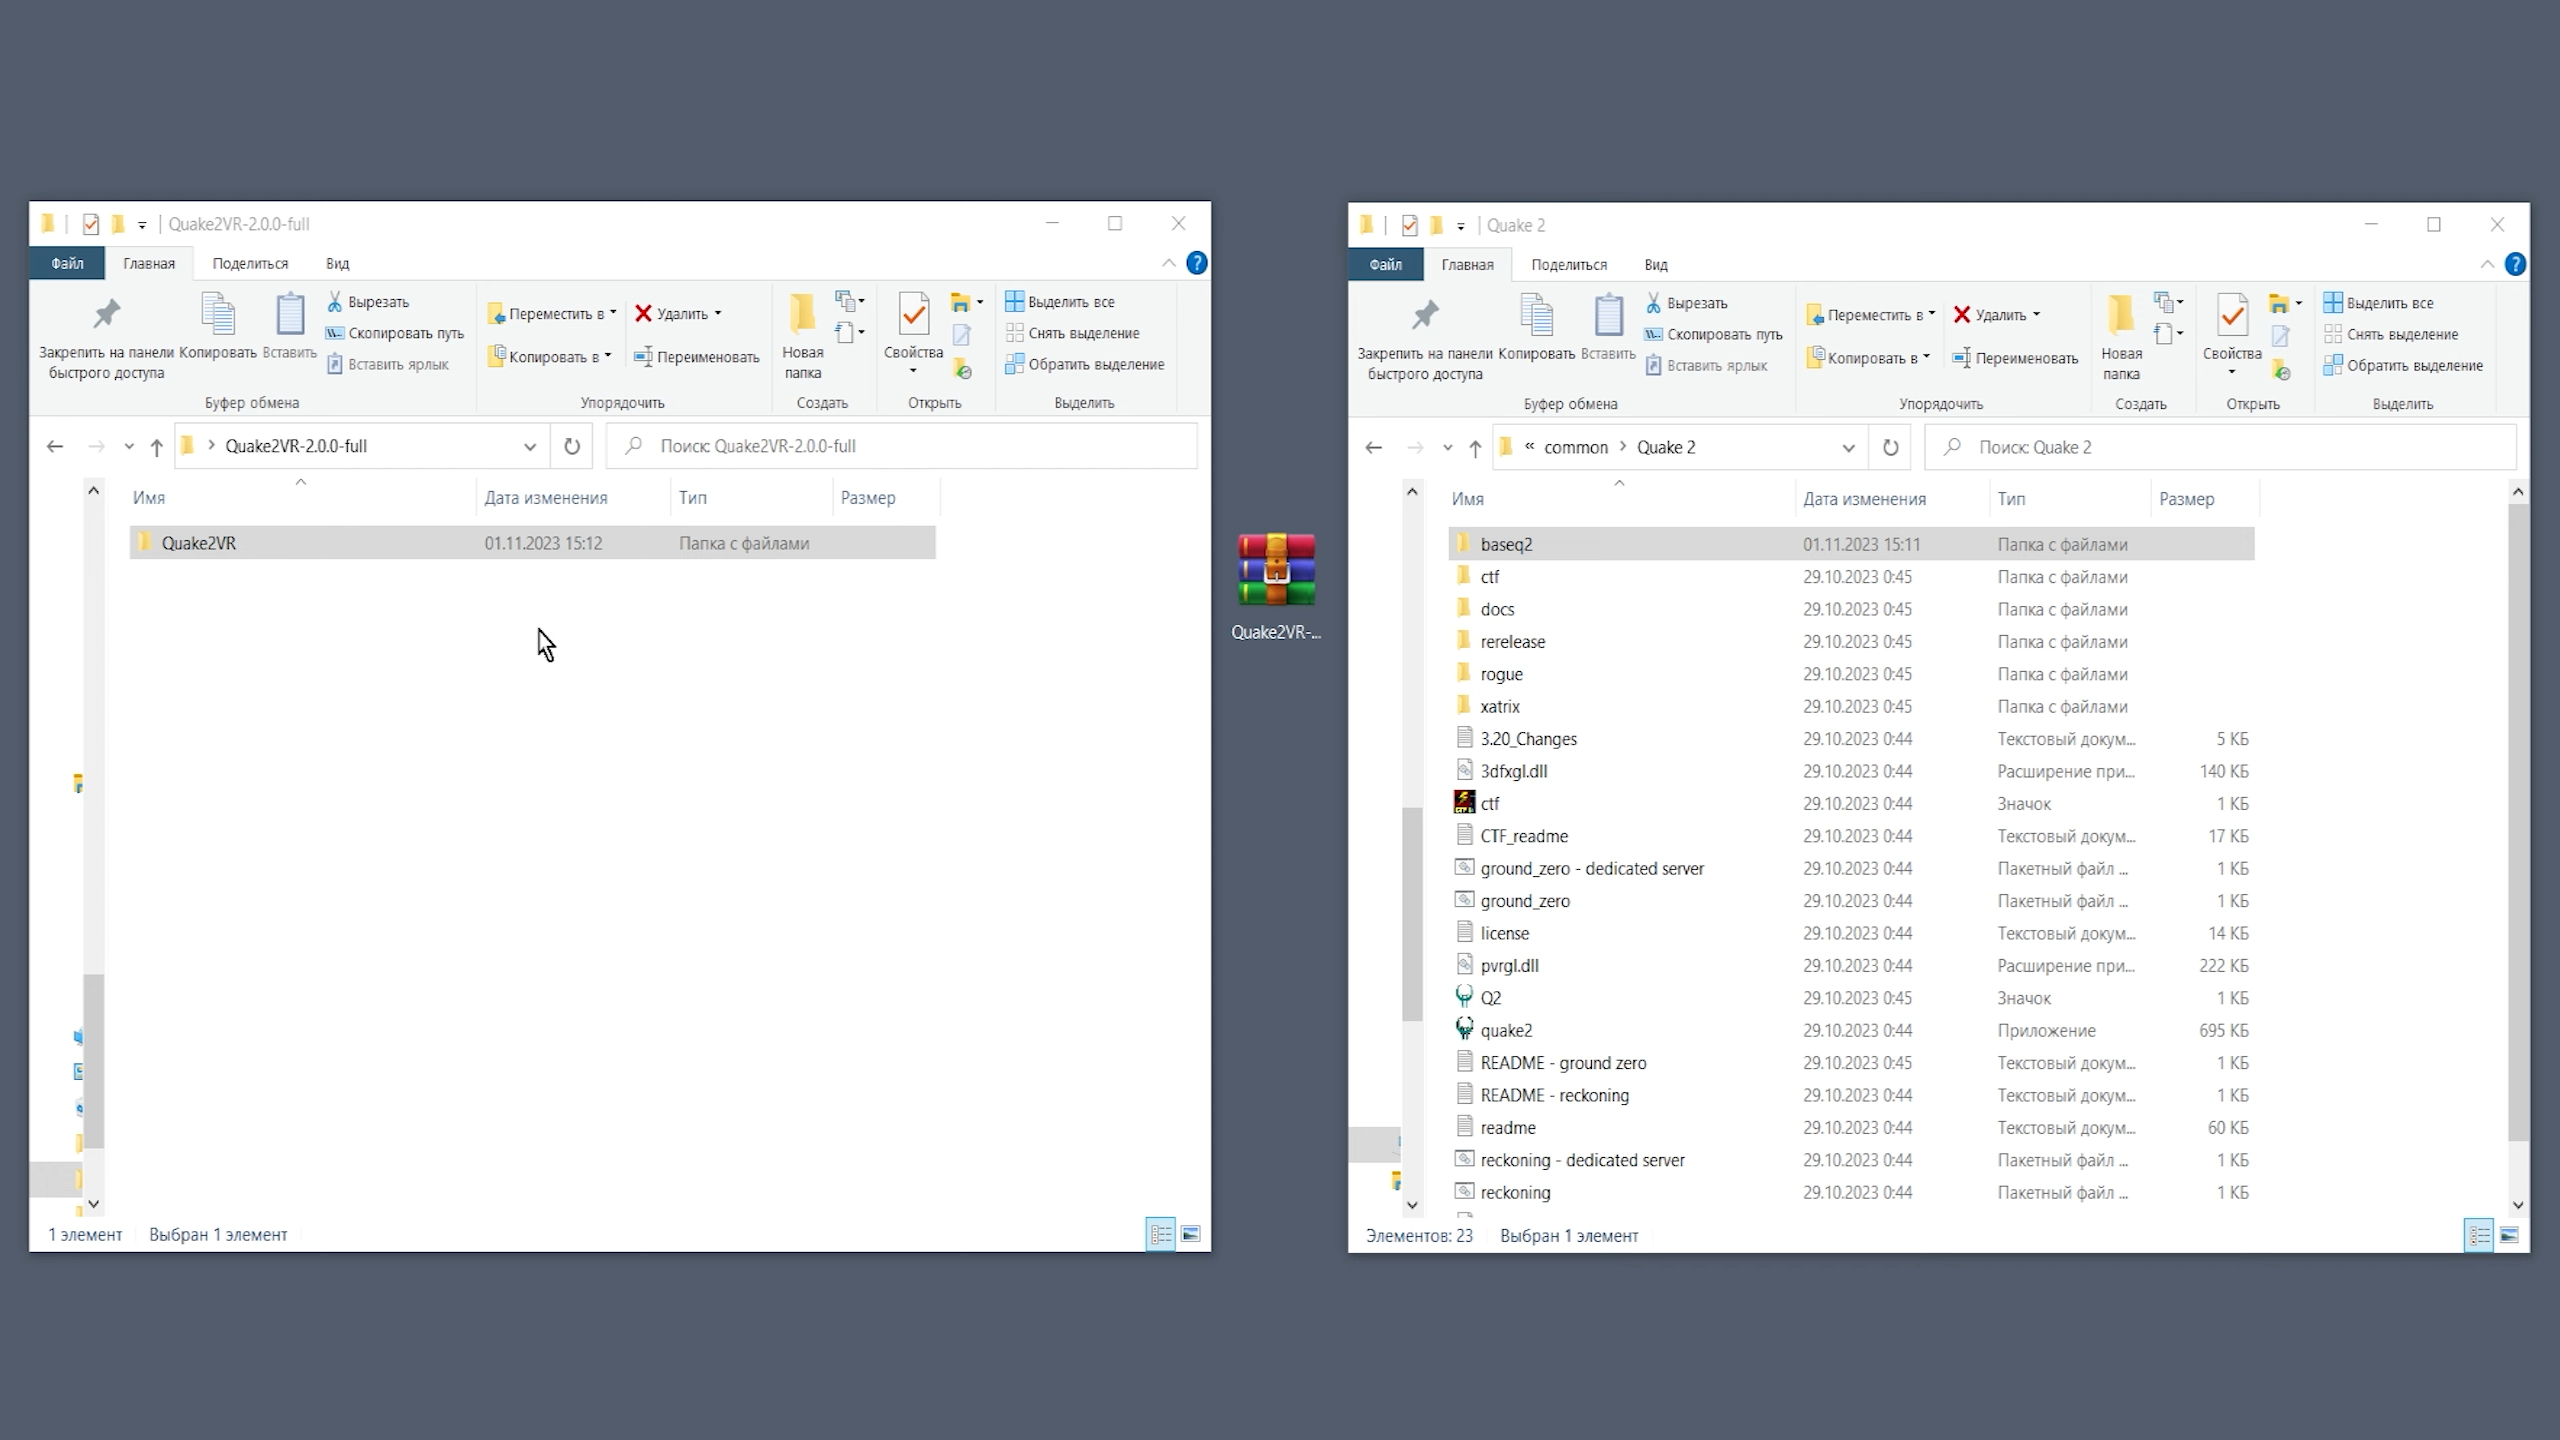 Quake2VR-2.0.0-full
Файл Главная Поделиться Вид
Закрепить на панели быстрого доступа
Копировать
Вставить
Вырезать
Скопировать путь
Вставить ярлык
Переместить в
Копировать в
Удалить
Переименовать
Новая папка
Свойства
Выделить все
Снять выделение
Обратить выделение
Буфер обмена Упорядочить Создать Открыть Выделить
Quake2VR-2.0.0-full Поиск: Quake2VR-2.0.0-full
Имя Дата изменения Тип Размер
Quake2VR 01.11.2023 15:12 Папка с файлами
1 элемент Выбран 1 элемент
Quake2VR-...
Quake 2
Файл Главная Поделиться Вид
Закрепить на панели быстрого доступа
Копировать
Вставить
Вырезать
Скопировать путь
Вставить ярлык
Переместить в
Копировать в
Удалить
Переименовать
Новая папка
Свойства
Выделить все
Снять выделение
Обратить выделение
Буфер обмена Упорядочить Создать Открыть Выделить
« common › Quake 2 Поиск: Quake 2
Имя Дата изменения Тип Размер
baseq2 01.11.2023 15:11 Папка с файлами
ctf 29.10.2023 0:45 Папка с файлами
docs 29.10.2023 0:45 Папка с файлами
rerelease 29.10.2023 0:45 Папка с файлами
rogue 29.10.2023 0:45 Папка с файлами
xatrix 29.10.2023 0:45 Папка с файлами
3.20_Changes 29.10.2023 0:44 Текстовый докум... 5 КБ
3dfxgl.dll 29.10.2023 0:44 Расширение при... 140 КБ
ctf 29.10.2023 0:44 Значок 1 КБ
CTF_readme 29.10.2023 0:44 Текстовый докум... 17 КБ
ground_zero - dedicated server 29.10.2023 0:44 Пакетный файл ... 1 КБ
ground_zero 29.10.2023 0:44 Пакетный файл ... 1 КБ
license 29.10.2023 0:44 Текстовый докум... 14 КБ
pvrgl.dll 29.10.2023 0:44 Расширение при... 222 КБ
Q2 29.10.2023 0:45 Значок 1 КБ
quake2 29.10.2023 0:44 Приложение 695 КБ
README - ground zero 29.10.2023 0:45 Текстовый докум... 1 КБ
README - reckoning 29.10.2023 0:44 Текстовый докум... 1 КБ
readme 29.10.2023 0:44 Текстовый докум... 60 КБ
reckoning - dedicated server 29.10.2023 0:44 Пакетный файл ... 1 КБ
reckoning 29.10.2023 0:44 Пакетный файл ... 1 КБ
Элементов: 23 Выбран 1 элемент